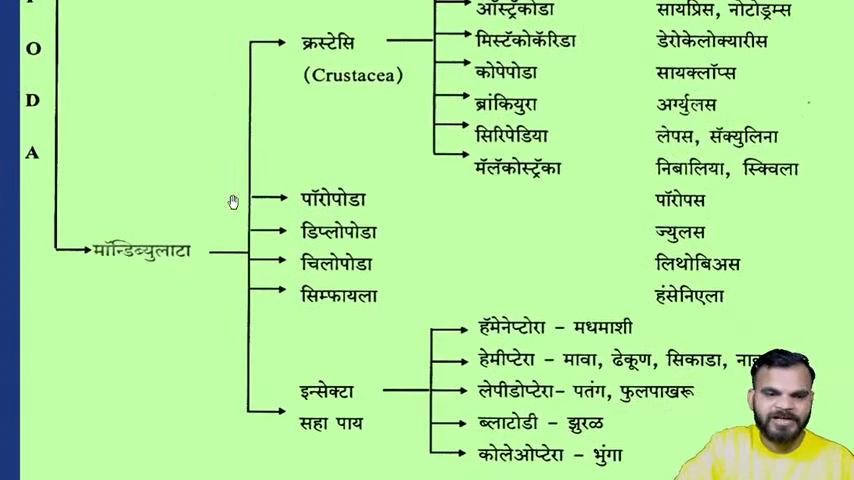 P
O
D
A
ऑस्ट्रॅकोडा सायप्रिस, नोटोड्रम्स
क्रस्टेसि मिस्टॅकोकॅरिडा डेरोकेलोक्यारीस
(Crustacea) कोपेपोडा सायक्लॉप्स
ब्रांकियुरा अर्ग्युलस
सिरिपेडिया लेपस, सॅक्युलिना
मॅलॅकोस्ट्रॅका निबालिया, स्क्विला
पॉरोपोडा पॉरोपस
डिप्लोपोडा ज्युलस
मॉन्डिब्युलाटा
चिलोपोडा लिथोबिअस
सिम्फायला हंसेनिएला
हॅमेनेप्टोरा – मधमाशी
हेमीप्टेरा – मावा, ढेकूण, सिकाडा,
इन्सेक्टा लेपीडोप्टेरा– पतंग, फुलपाखरू
सहा पाय ब्लाटोडी – झुरळ
कोलेओप्टेरा – भुंगा